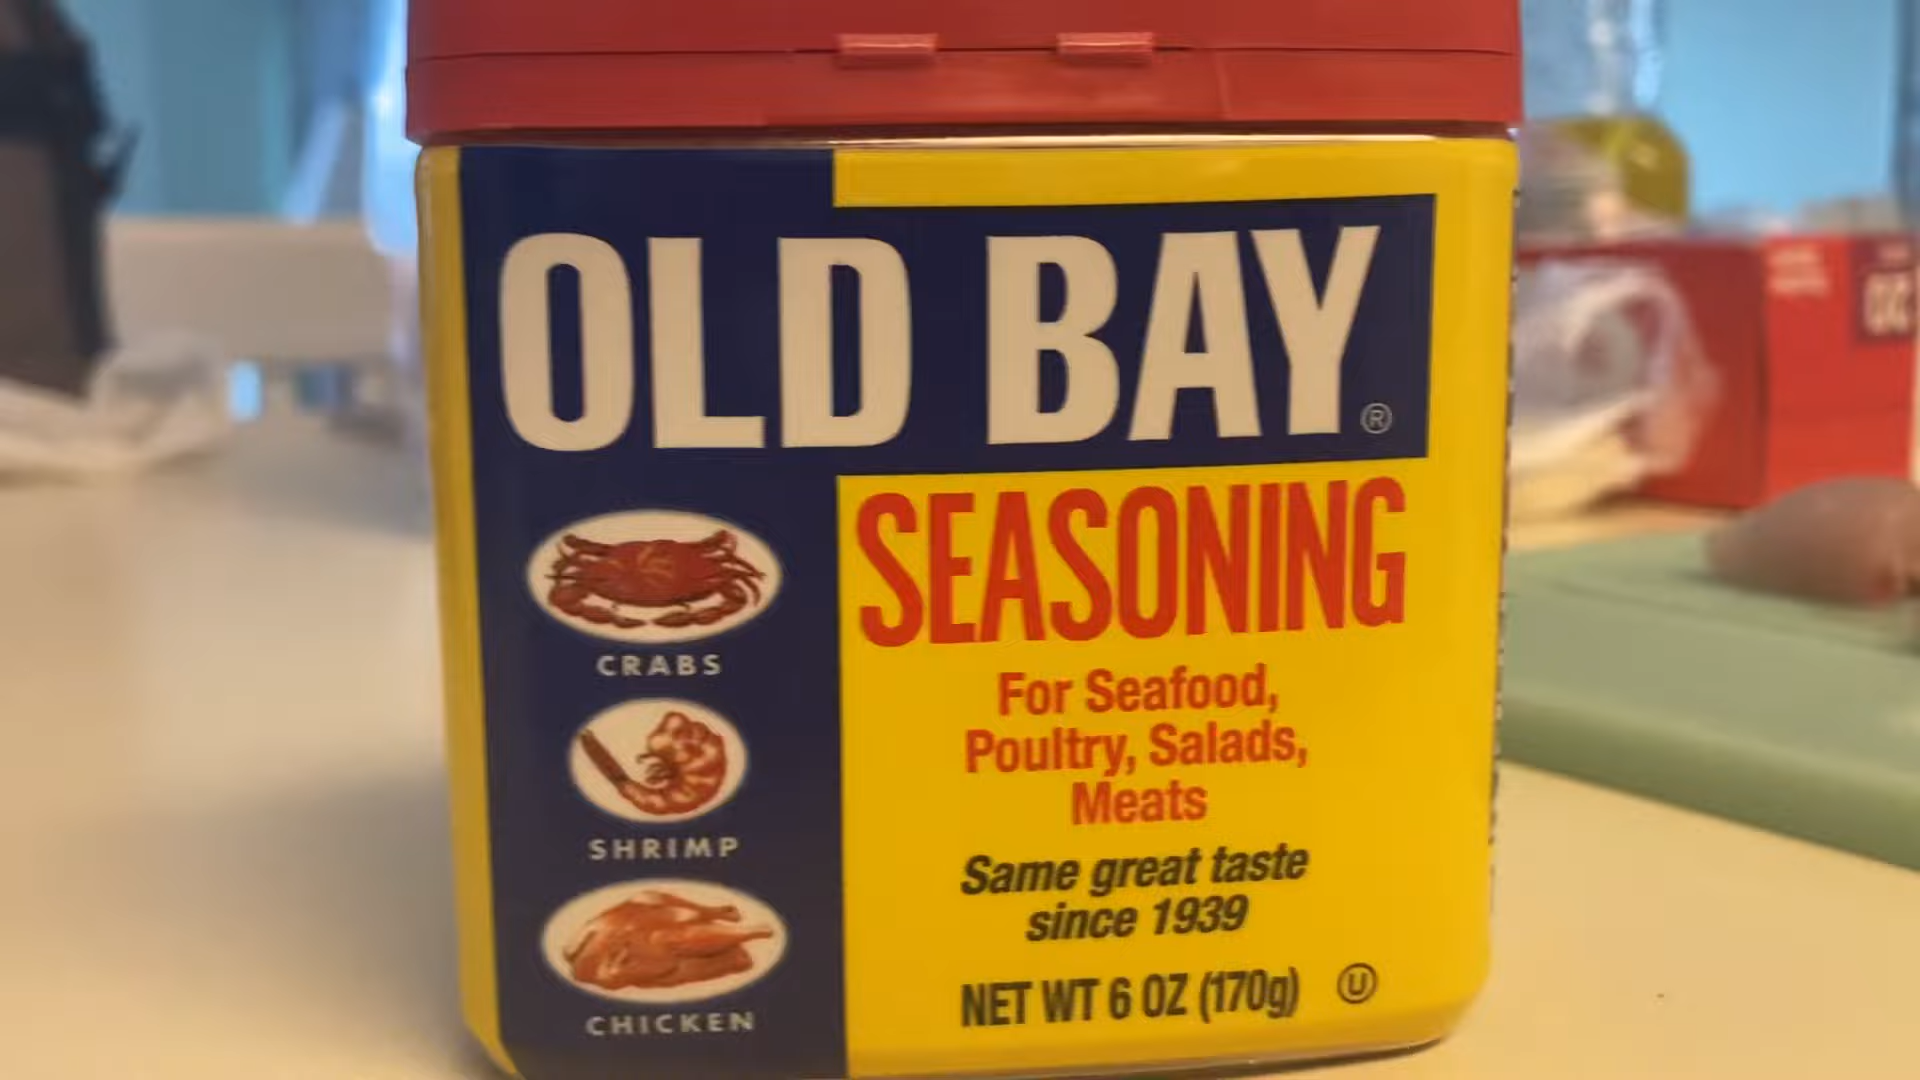 OLD BAY®
SEASONING
For Seafood,
Poultry, Salads,
Meats
Same great taste
since 1939
NET WT 6 OZ (170g) Ⓤ
CRABS
SHRIMP
CHICKEN